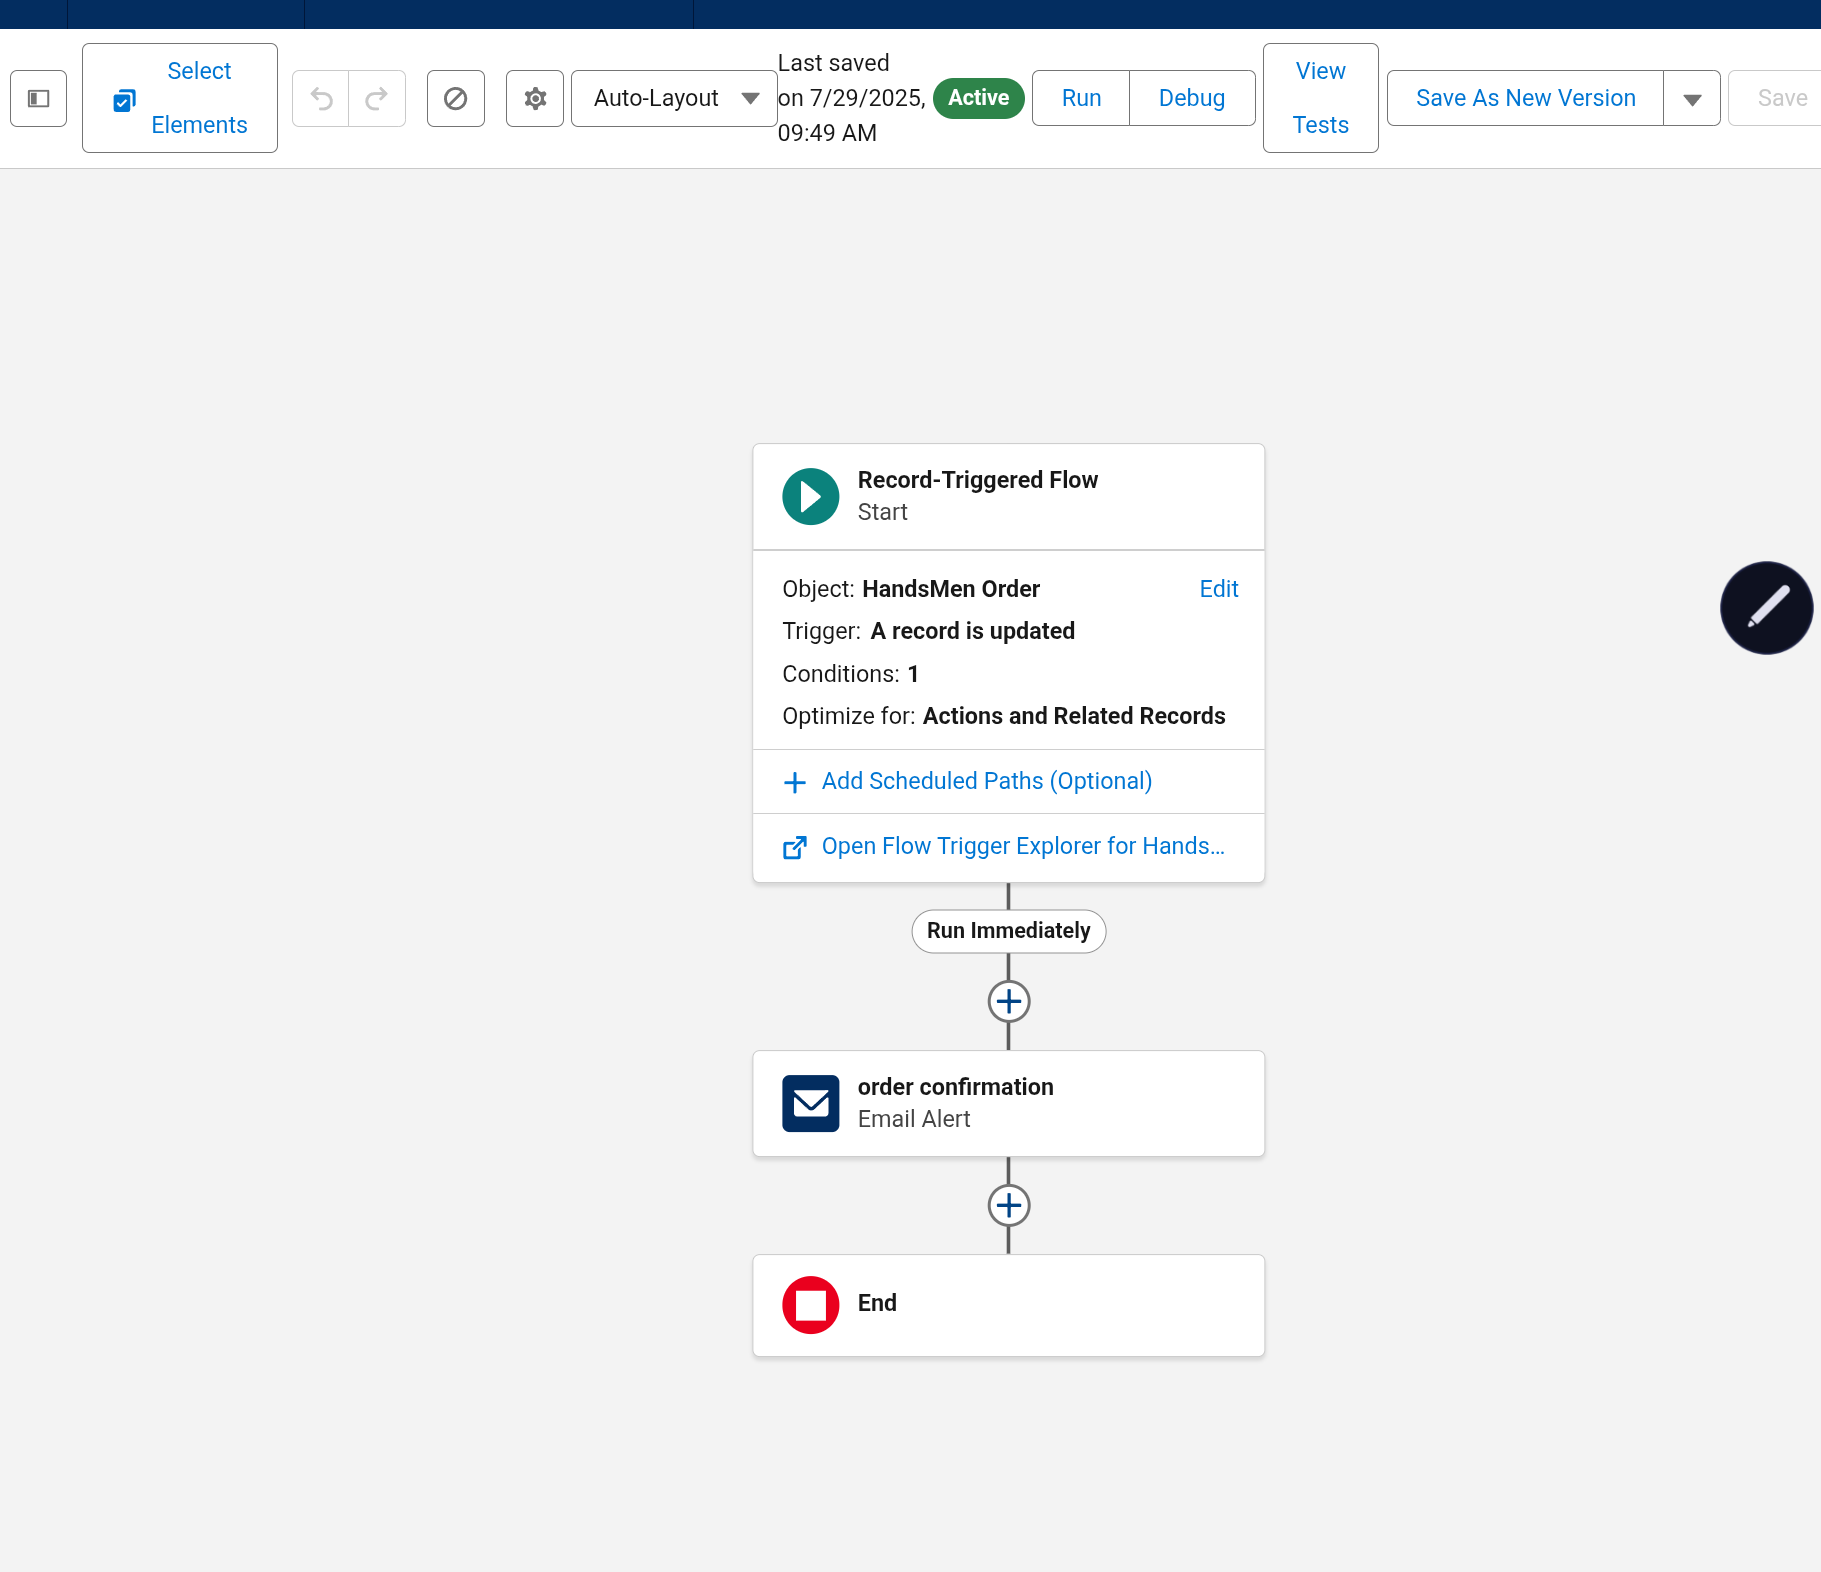 Select
Elements
Auto-Layout
Last saved
on 7/29/2025,
09:49 AM
Active
Run
Debug
View
Tests
Save As New Version
Save
Record-Triggered Flow
Start
Object: HandsMen Order
Edit
Trigger: A record is updated
Conditions: 1
Optimize for: Actions and Related Records
Add Scheduled Paths (Optional)
Open Flow Trigger Explorer for Hands...
Run Immediately
order confirmation
Email Alert
End